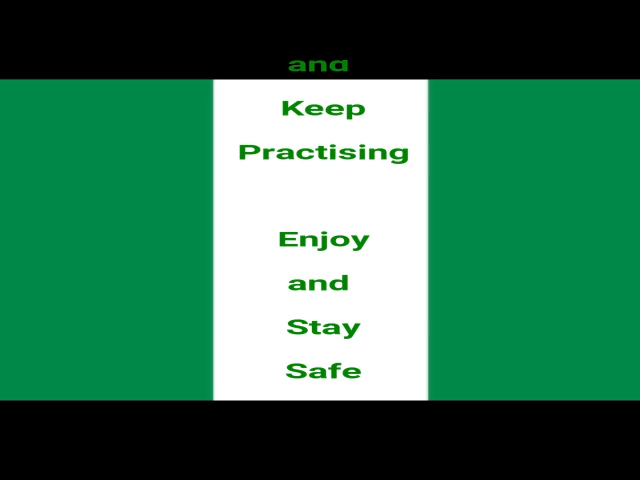 and
Keep
Practising
Enjoy
and
Stay
Safe